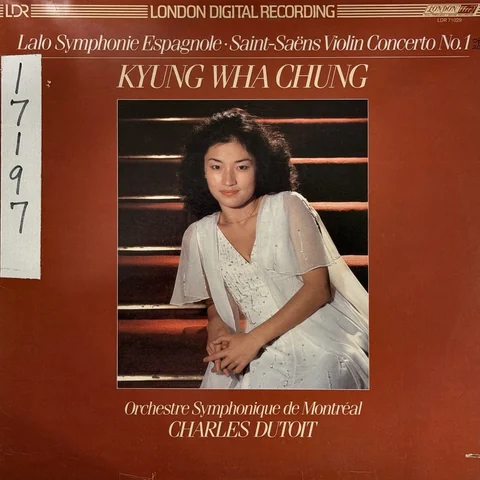 LDR
LONDON DIGITAL RECORDING
LONDON ffrr
LDR 71029
Lalo Symphonie Espagnole · Saint-Saëns Violin Concerto No.1
KYUNG WHA CHUNG
17197
Orchestre Symphonique de Montréal
CHARLES DUTOIT